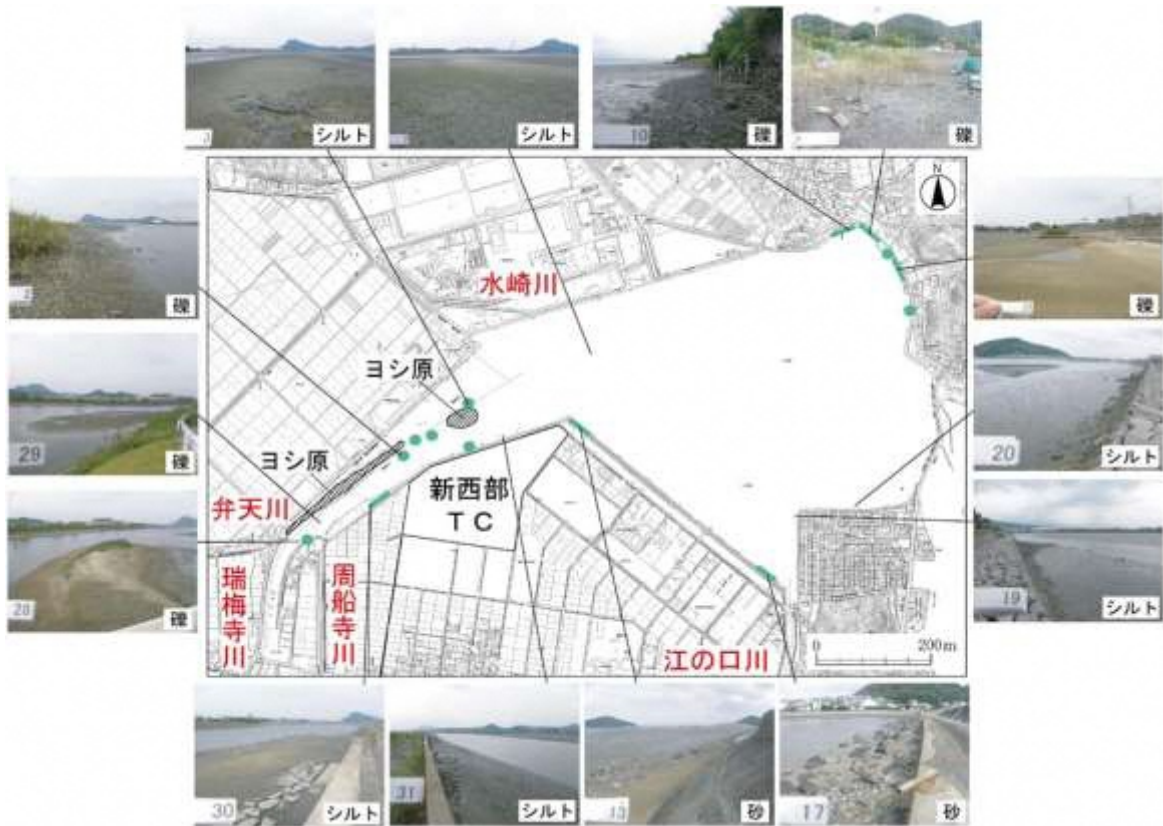 シルト
シルト
10
礫
礫
N
礫
水崎川
礫
ヨシ原
20
シルト
29
礫
ヨシ原
新西部
TC
弁天川
28
礫
瑞梅寺川
周船寺川
江の口川
0
200m
19
シルト
30
シルト
31
シルト
13
砂
17
砂